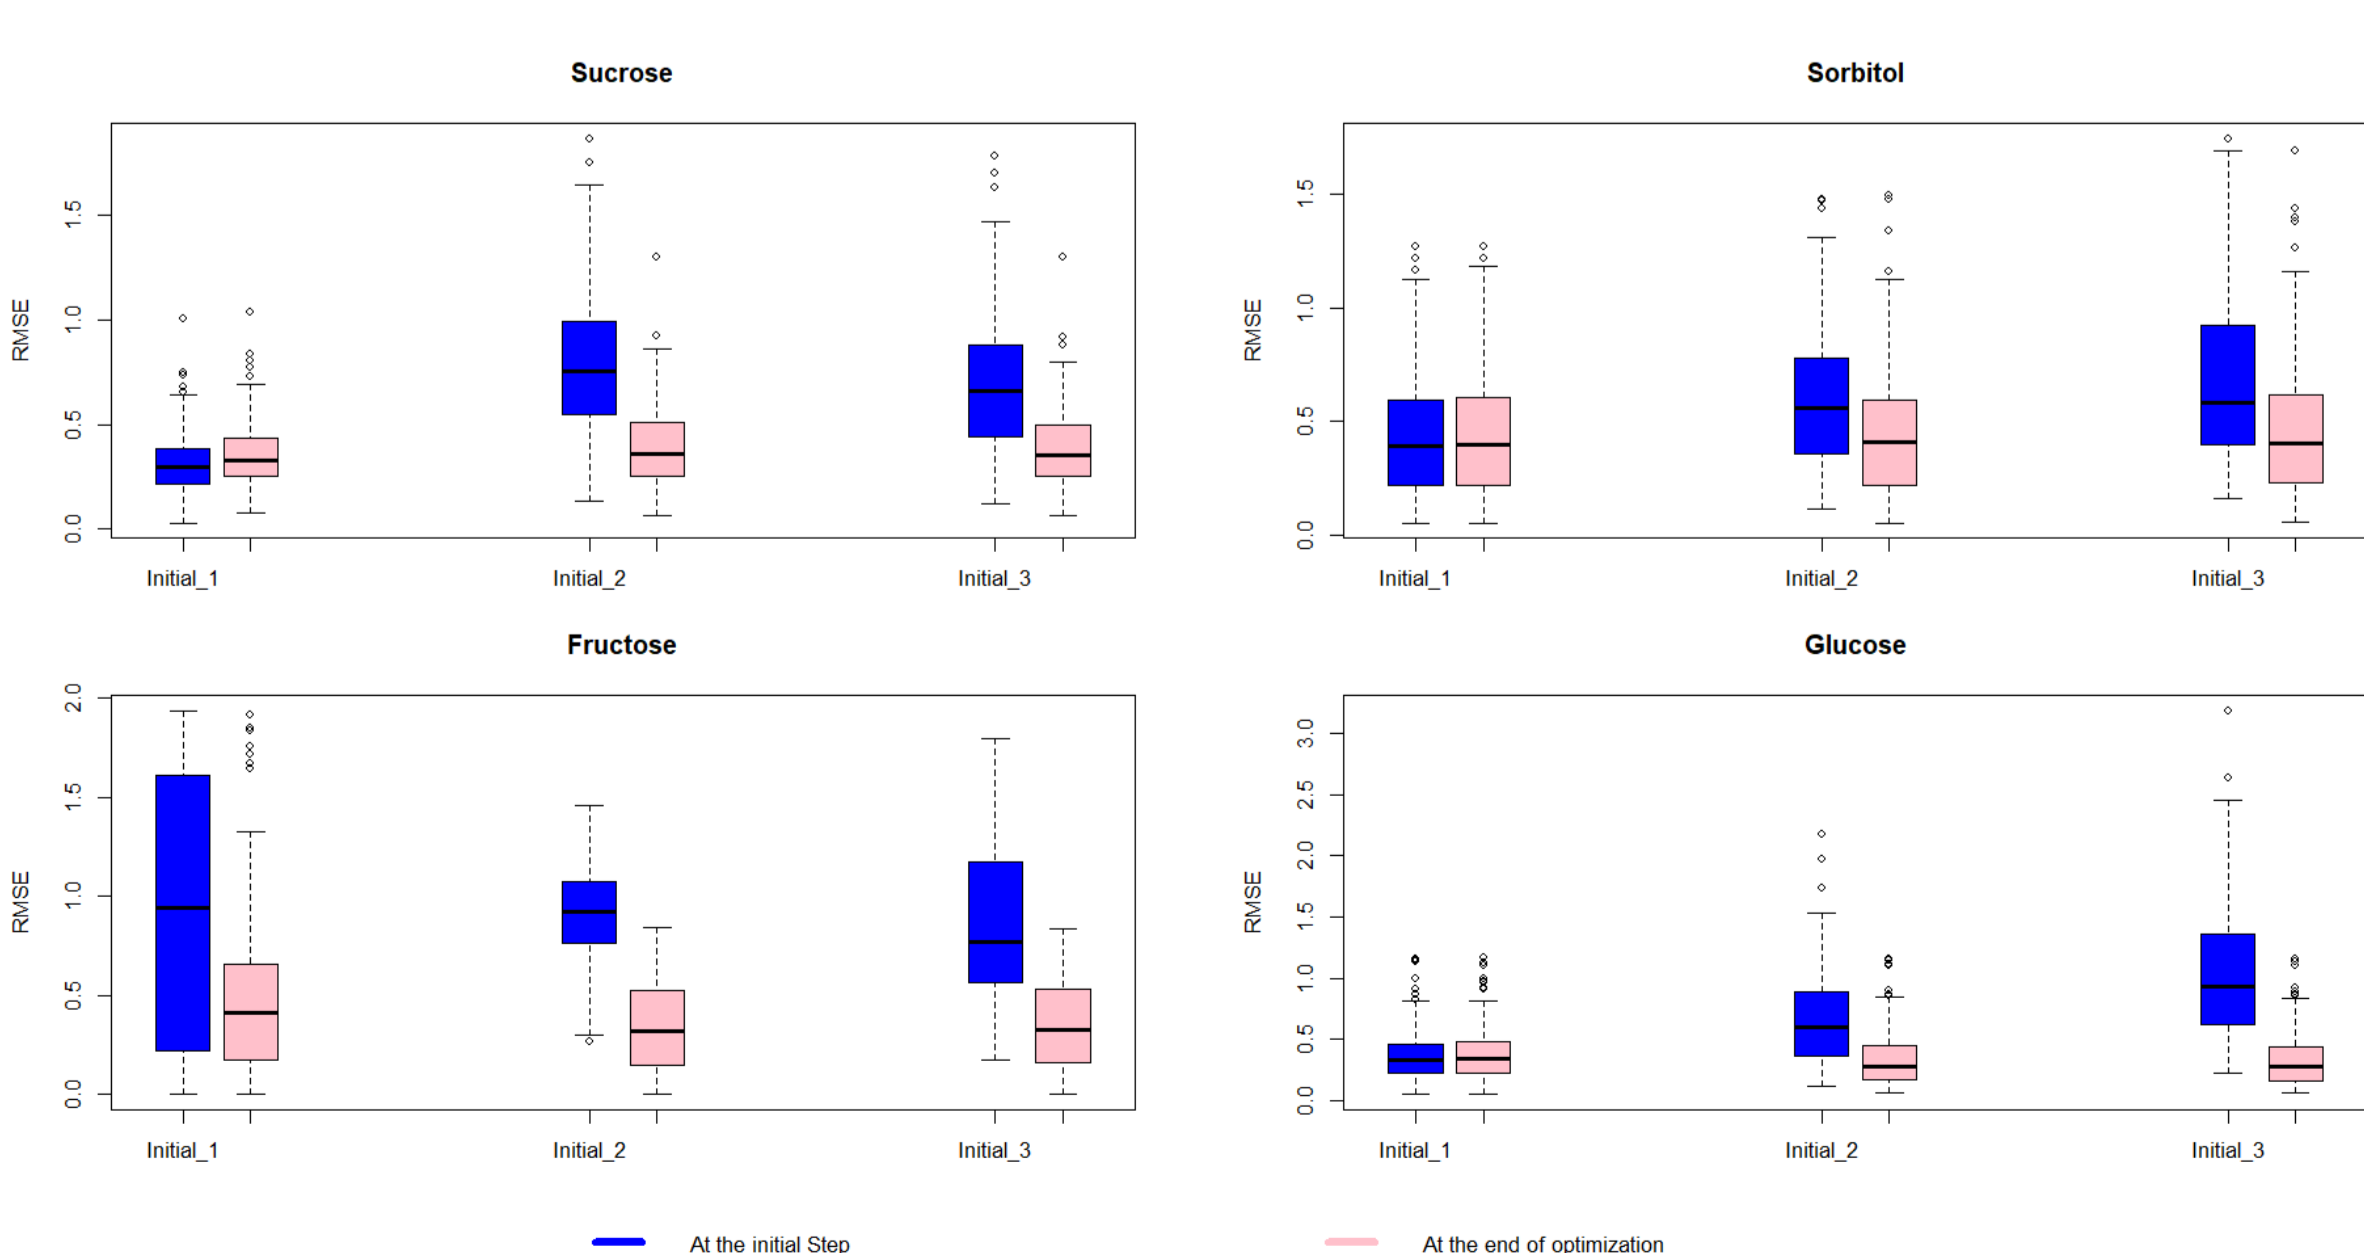 Sucrose
RMSE
0.0 0.5 1.0 1.5
Initial_1 Initial_2 Initial_3
Sorbitol
RMSE
0.0 0.5 1.0 1.5
Initial_1 Initial_2 Initial_3
Fructose
RMSE
0.0 0.5 1.0 1.5 2.0
Initial_1 Initial_2 Initial_3
Glucose
RMSE
0.0 0.5 1.0 1.5 2.0 2.5 3.0
Initial_1 Initial_2 Initial_3
At the initial Step At the end of optimization